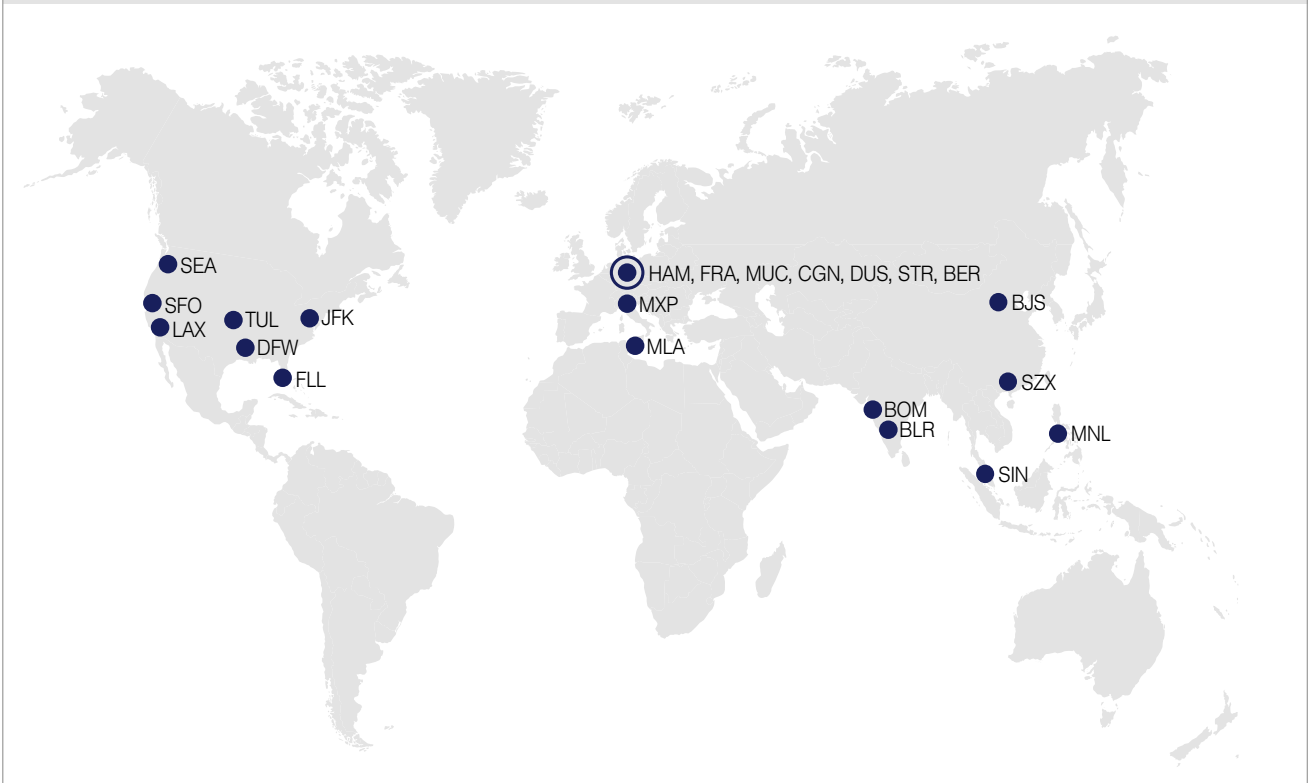 SEA
HAM, FRA, MUC, CGN, DUS, STR, BER
SFO
MXP
BJS
LAX
TUL
JFK
DFW
MLA
FLL
SZX
BOM
BLR
MNL
SIN